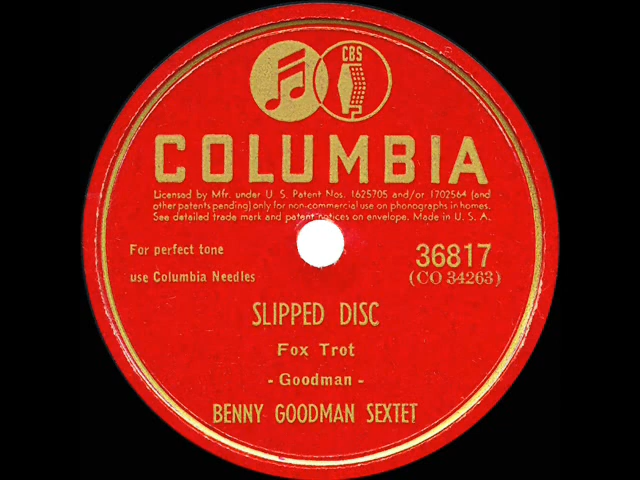 CBS
COLUMBIA
Licensed by Mfr. under U. S. Patent Nos. 1625705 and/or 1702564 (and
other patents pending) only for non-commercial use on phonographs in homes.
See detailed trade mark and patent notices on envelope. Made in U. S. A.
For perfect tone
use Columbia Needles
36817
(CO 34263)
SLIPPED DISC
Fox Trot
- Goodman -
BENNY GOODMAN SEXTET